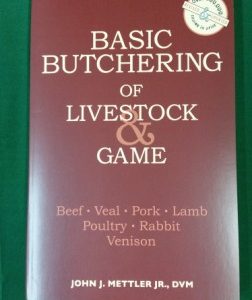 BASIC
BUTCHERING
OF
LIVESTOCK
&
GAME
Beef • Veal • Pork • Lamb
Poultry • Rabbit
Venison
JOHN J. METTLER JR., DVM